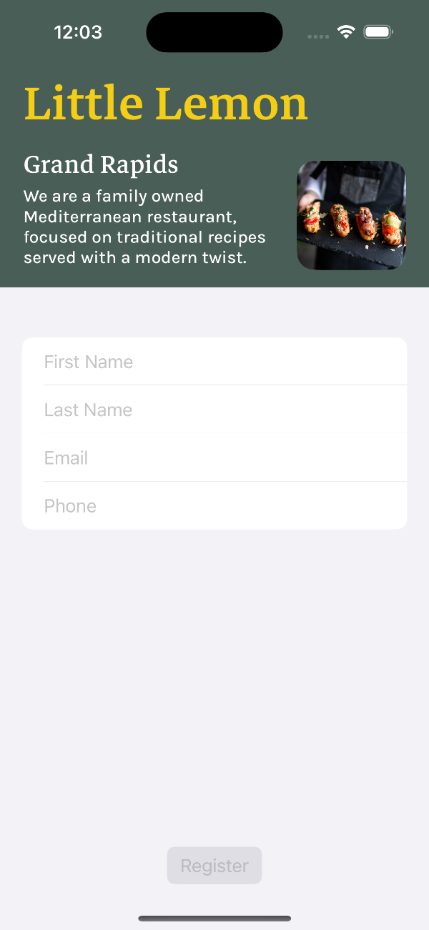 12:03
Little Lemon
Grand Rapids
We are a family owned
Mediterranean restaurant,
focused on traditional recipes
served with a modern twist.
First Name
Last Name
Email
Phone
Register